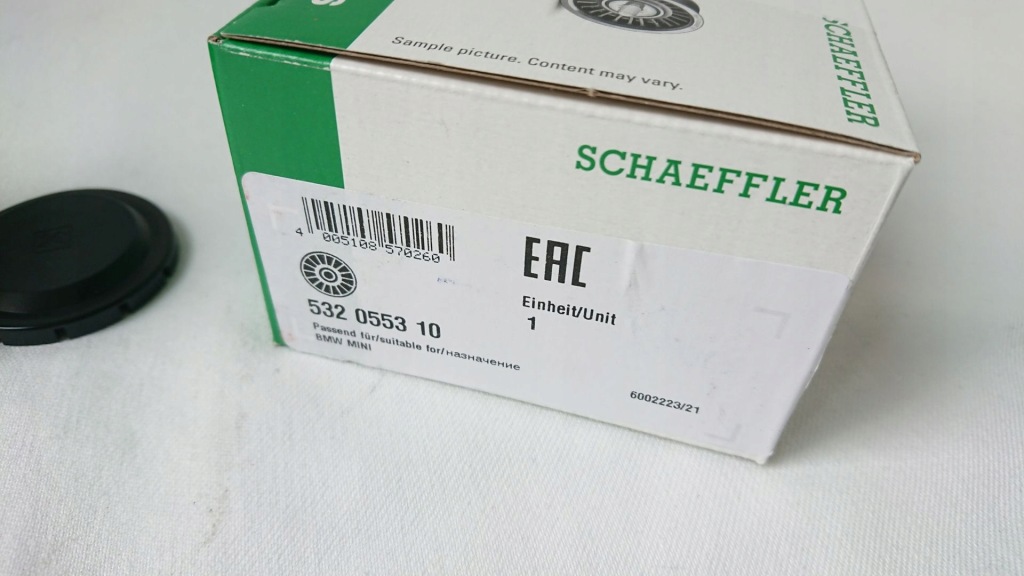 Sample picture. Content may vary.
SCHAEFFLER
SCHAEFFLER
4 005108 570260
EAC
532 0553 10
Einheit/Unit
1
Passend für/suitable for/назначение
BMW MINI
6002223/21